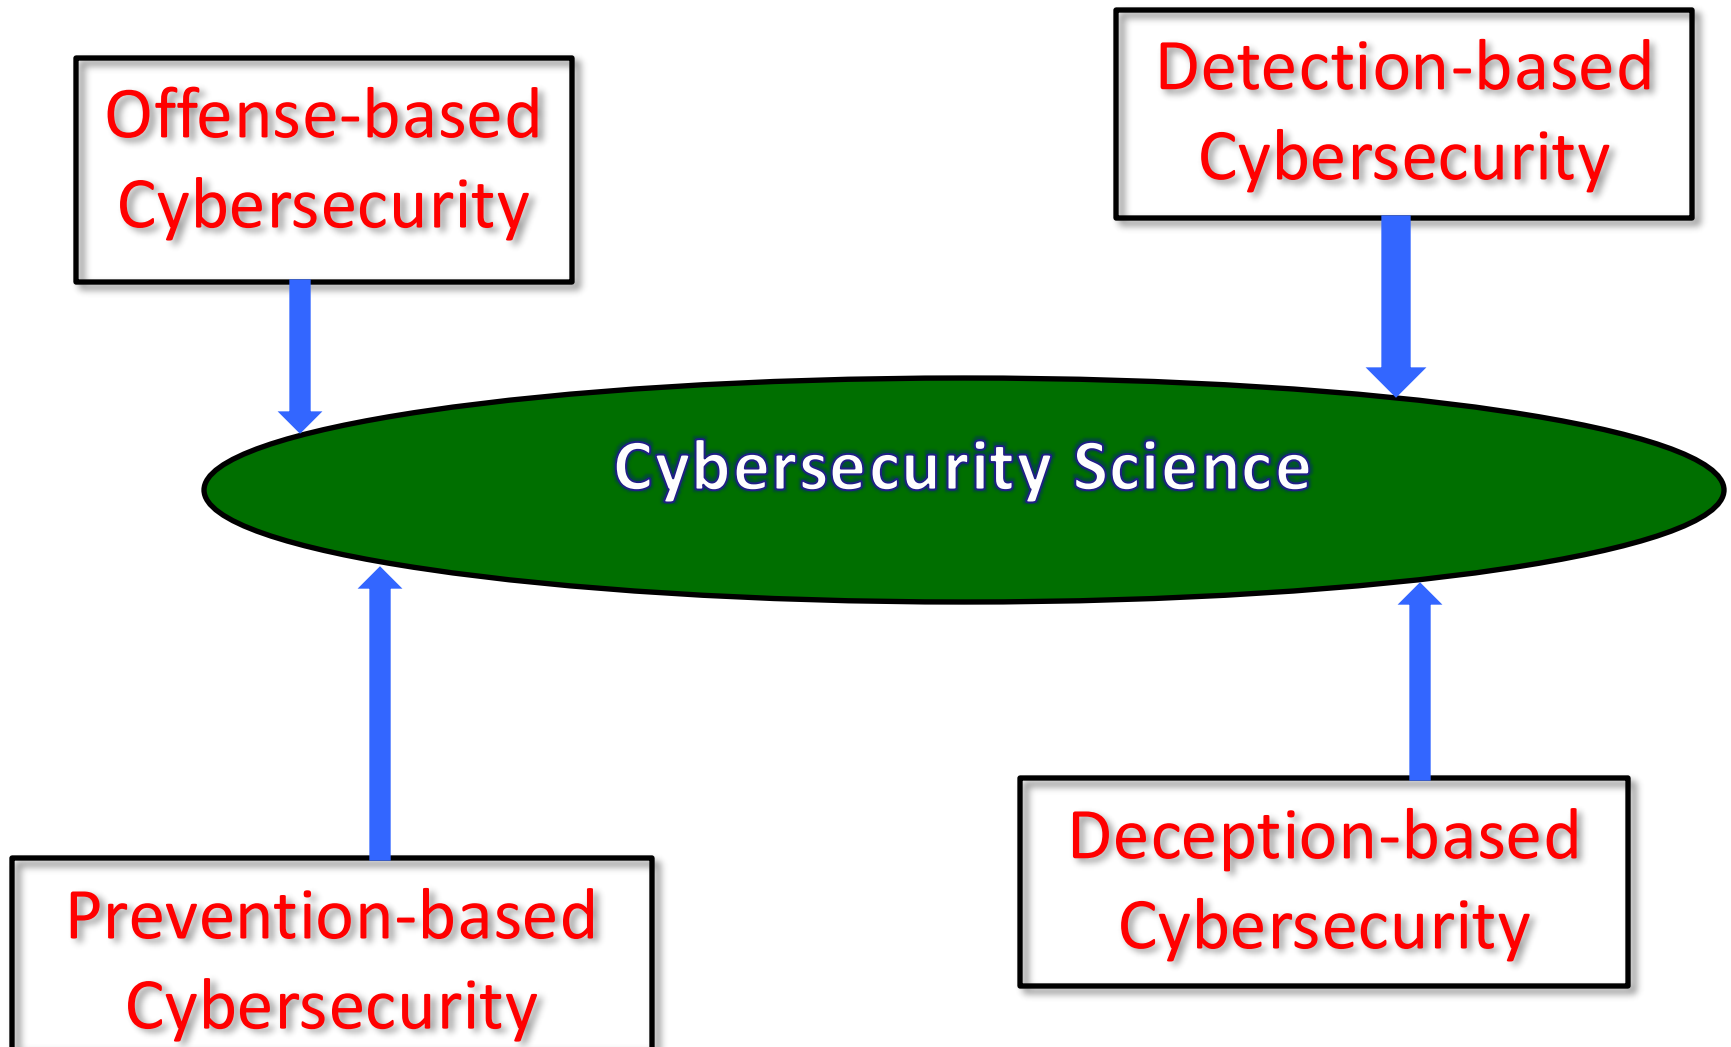 Offense-based
Cybersecurity
Detection-based
Cybersecurity
Cybersecurity Science
Prevention-based
Cybersecurity
Deception-based
Cybersecurity